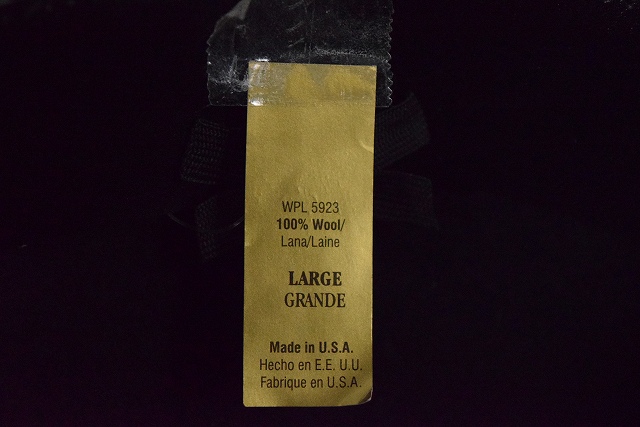 WPL 5923
100% Wool/
Lana/Laine
LARGE
GRANDE
Made in U.S.A.
Hecho en E.E. U.U.
Fabrique en U.S.A.